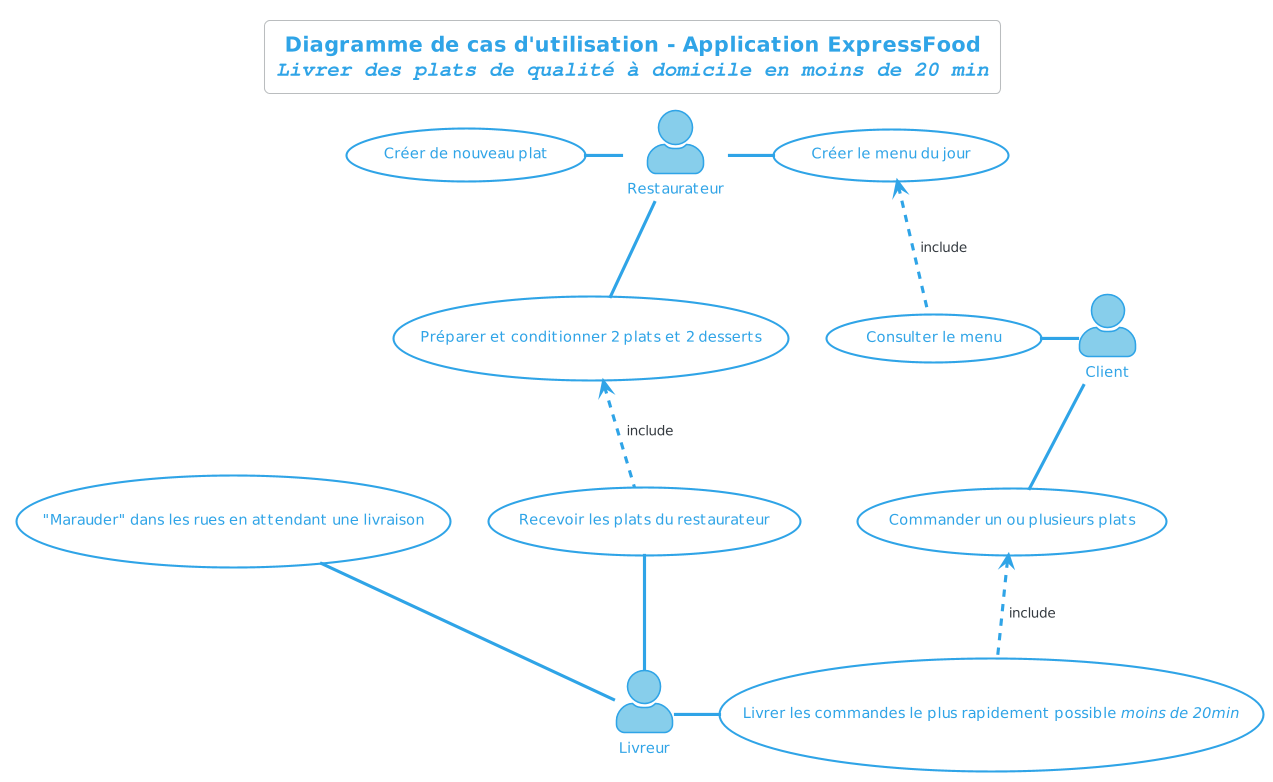 Diagramme de cas d'utilisation - Application ExpressFood
Livrer des plats de qualité à domicile en moins de 20 min
Créer de nouveau plat
Créer le menu du jour
Restaurateur
include
Préparer et conditionner 2 plats et 2 desserts
Consulter le menu
Client
include
"Marauder" dans les rues en attendant une livraison
Recevoir les plats du restaurateur
Commander un ou plusieurs plats
include
Livrer les commandes le plus rapidement possible moins de 20min
Livreur